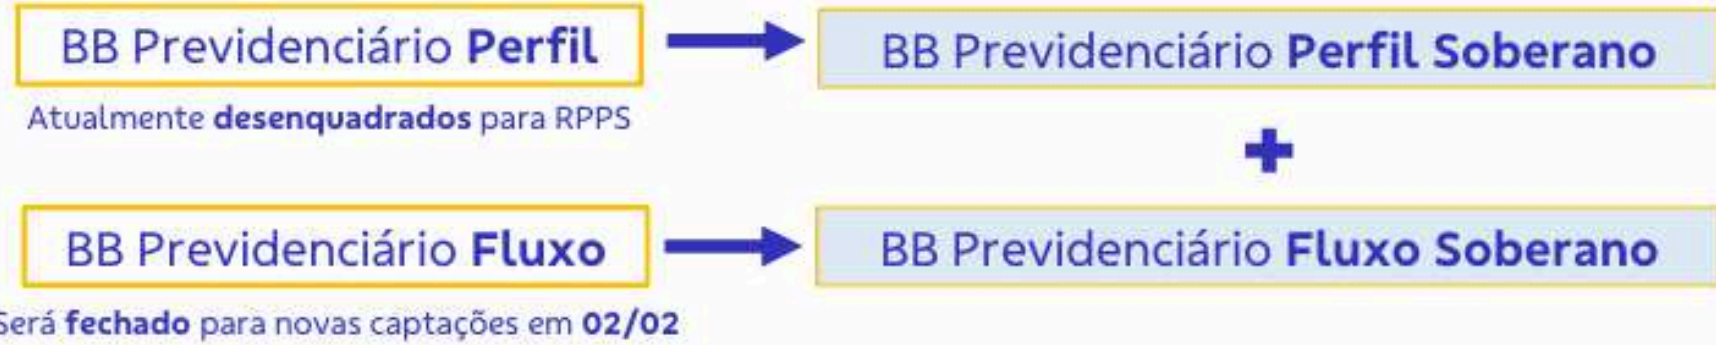 BB Previdenciário Perfil
BB Previdenciário Perfil Soberano
Atualmente desenquadrados para RPPS
+
BB Previdenciário Fluxo
BB Previdenciário Fluxo Soberano
Será fechado para novas captações em 02/02